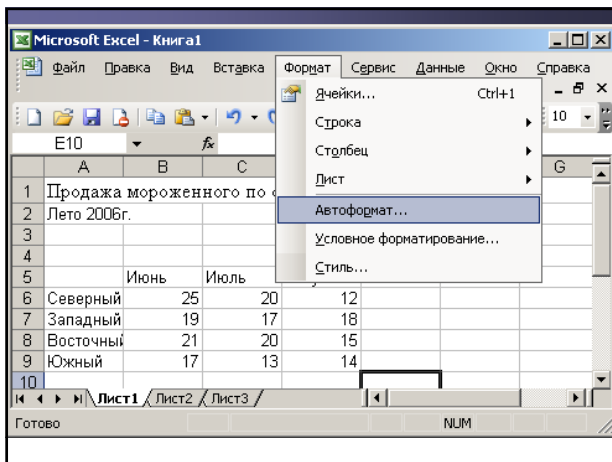 Microsoft Excel - Книга1
Файл Правка Вид Вставка Формат Сервис Данные Окно Справка
Ячейки... Ctrl+1
Строка
Столбец
Лист
Автоформат...
Условное форматирование...
Стиль...
10
E10 fx
A B C G
1 Продажа мороженного по
2 Лето 2006г.
3
4
5 Июнь Июль
6 Северный 25 20 12
7 Западный 19 17 18
8 Восточный 21 20 15
9 Южный 17 13 14
10
Лист1 Лист2 Лист3
Готово NUM